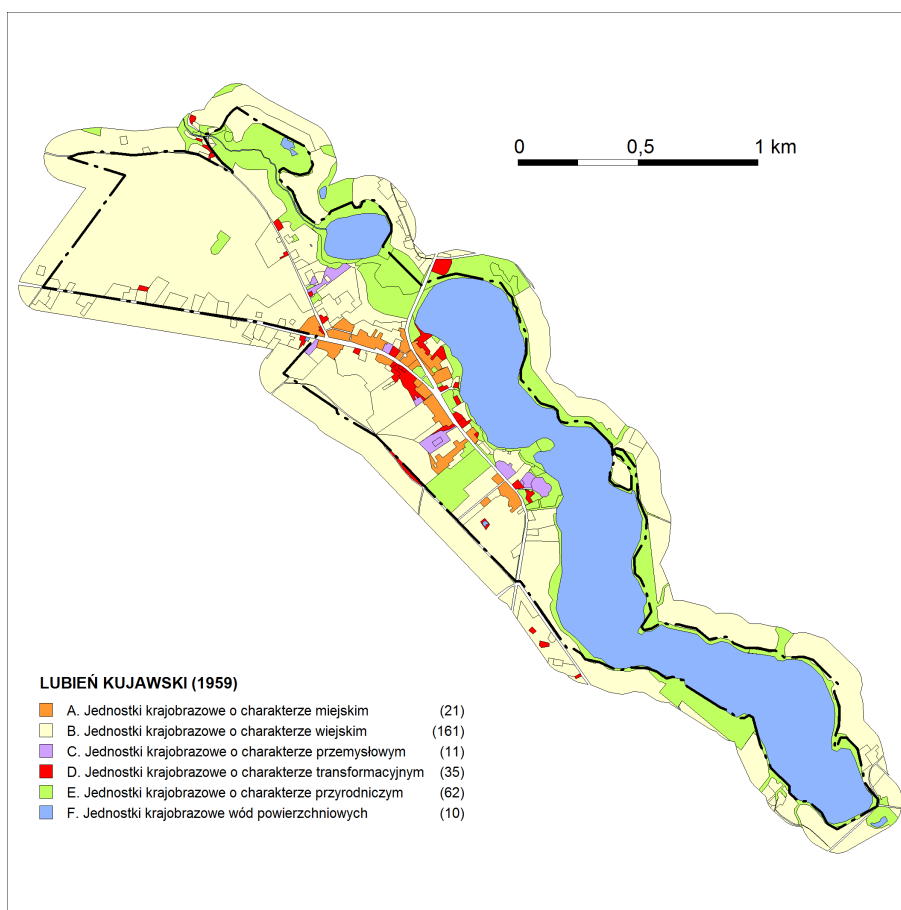 0 0,5 1 km
LUBIEŃ KUJAWSKI (1959)
A. Jednostki krajobrazowe o charakterze miejskim (21)
B. Jednostki krajobrazowe o charakterze wiejskim (161)
C. Jednostki krajobrazowe o charakterze przemysłowym (11)
D. Jednostki krajobrazowe o charakterze transformacyjnym (35)
E. Jednostki krajobrazowe o charakterze przyrodniczym (62)
F. Jednostki krajobrazowe wód powierzchniowych (10)